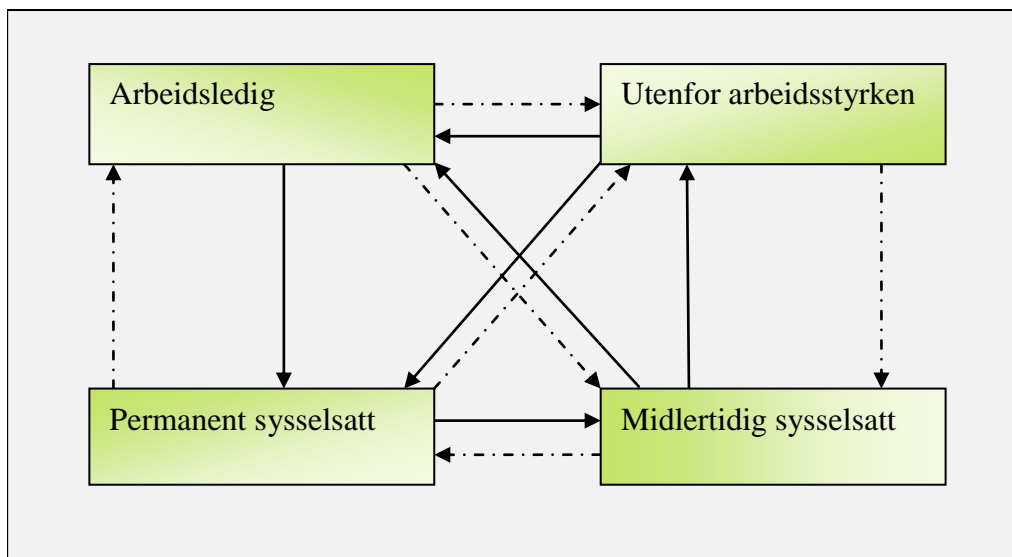 Arbeidsledig
Utenfor arbeidsstyrken
Permanent sysselsatt
Midlertidig sysselsatt